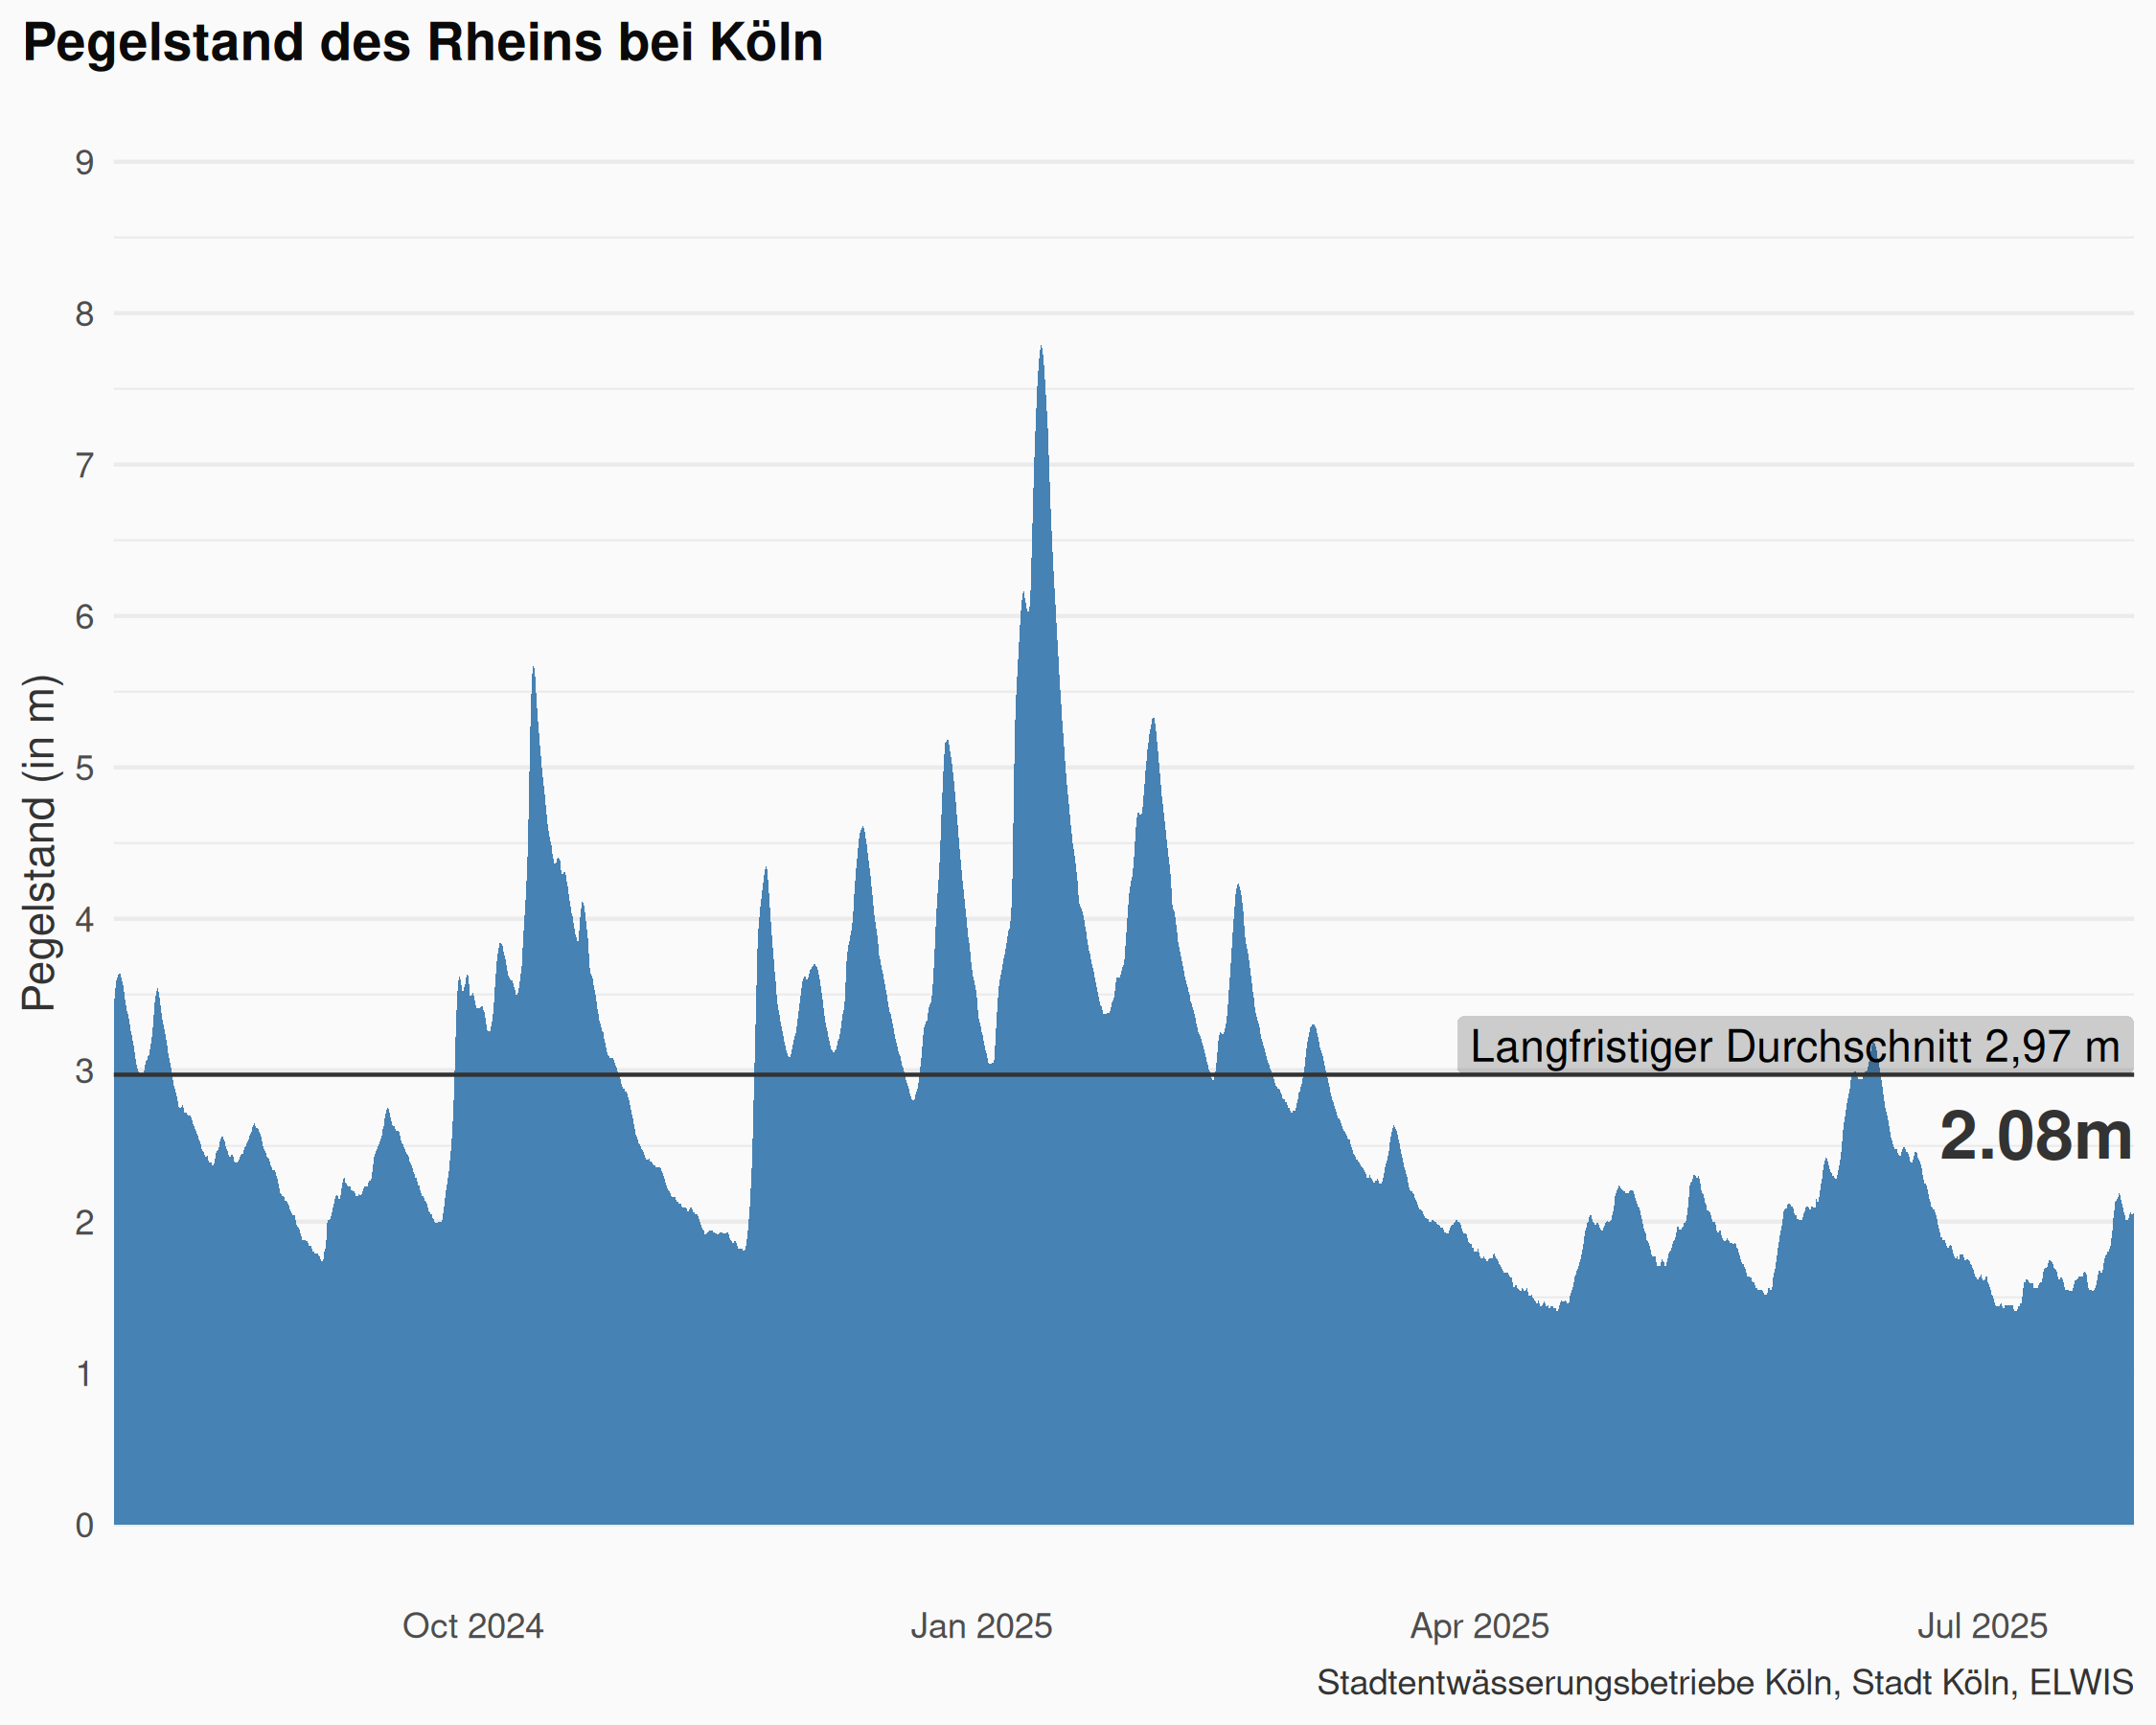 Pegelstand des Rheins bei Köln
Pegelstand (in m)
9
8
7
6
5
4
3
2
1
0
Langfristiger Durchschnitt 2,97 m
2.08m
Oct 2024
Jan 2025
Apr 2025
Jul 2025
Stadtentwässerungsbetriebe Köln, Stadt Köln, ELWIS